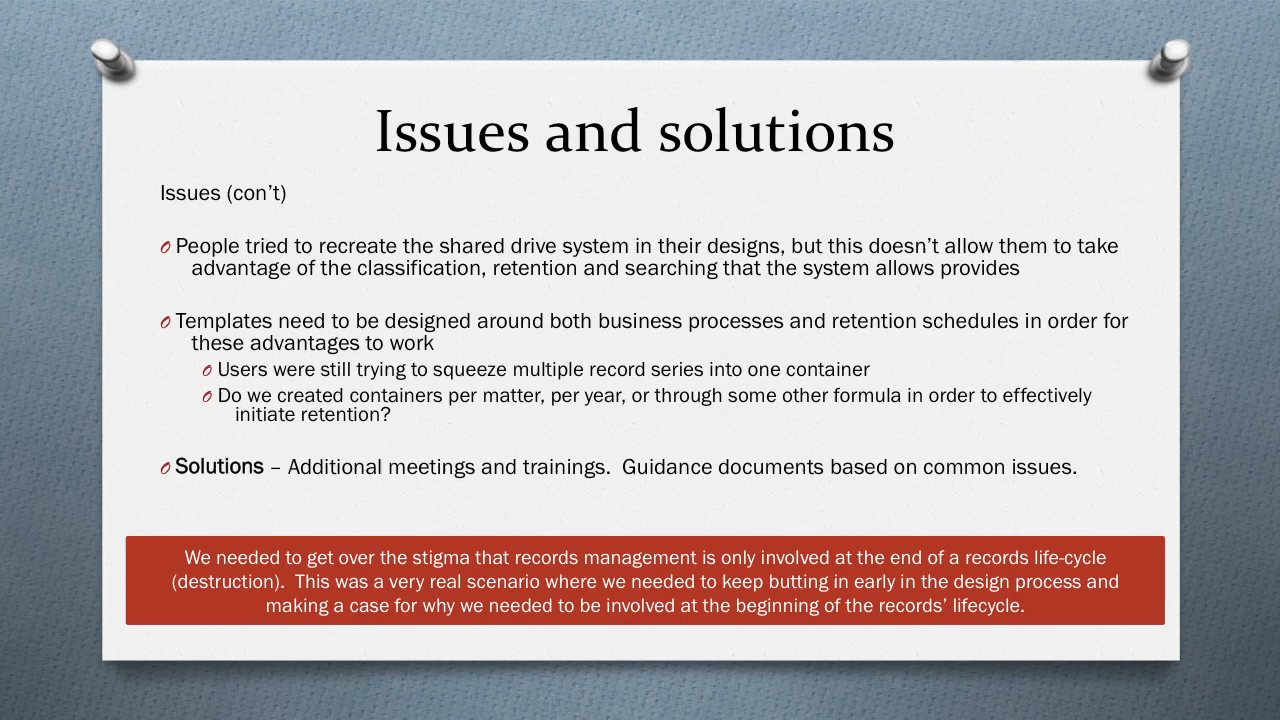 Issues and solutions
Issues (con’t)
People tried to recreate the shared drive system in their designs, but this doesn’t allow them to take
advantage of the classification, retention and searching that the system allows provides
Templates need to be designed around both business processes and retention schedules in order for
these advantages to work
Users were still trying to squeeze multiple record series into one container
Do we created containers per matter, per year, or through some other formula in order to effectively
initiate retention?
Solutions – Additional meetings and trainings.  Guidance documents based on common issues.
We needed to get over the stigma that records management is only involved at the end of a records life-cycle
(destruction).  This was a very real scenario where we needed to keep butting in early in the design process and
making a case for why we needed to be involved at the beginning of the records’ lifecycle.